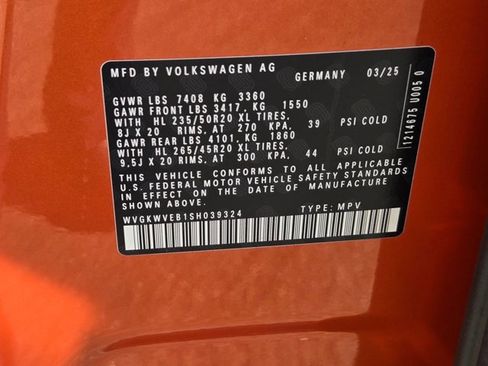 MFD BY VOLKSWAGEN AG
GERMANY 03/25
GVWR LBS 7408 KG 3360
GAWR FRONT LBS 3417, KG 1550
WITH HL 235/50R20 XL TIRES,
8J X 20 RIMS, AT 270 KPA, 39 PSI COLD
GAWR REAR LBS 4101, KG 1860
WITH HL 265/45R20 XL TIRES,
9,5J X 20 RIMS, AT 300 KPA, 44 PSI COLD
THIS VEHICLE CONFORMS TO ALL APPLICABLE
U.S. FEDERAL MOTOR VEHICLE SAFETY STANDARDS
IN EFFECT ON THE DATE OF MANUFACTURE
SHOWN ABOVE.
WVGKWVEB1SH039324 TYPE: MPV
1214675 U005 0